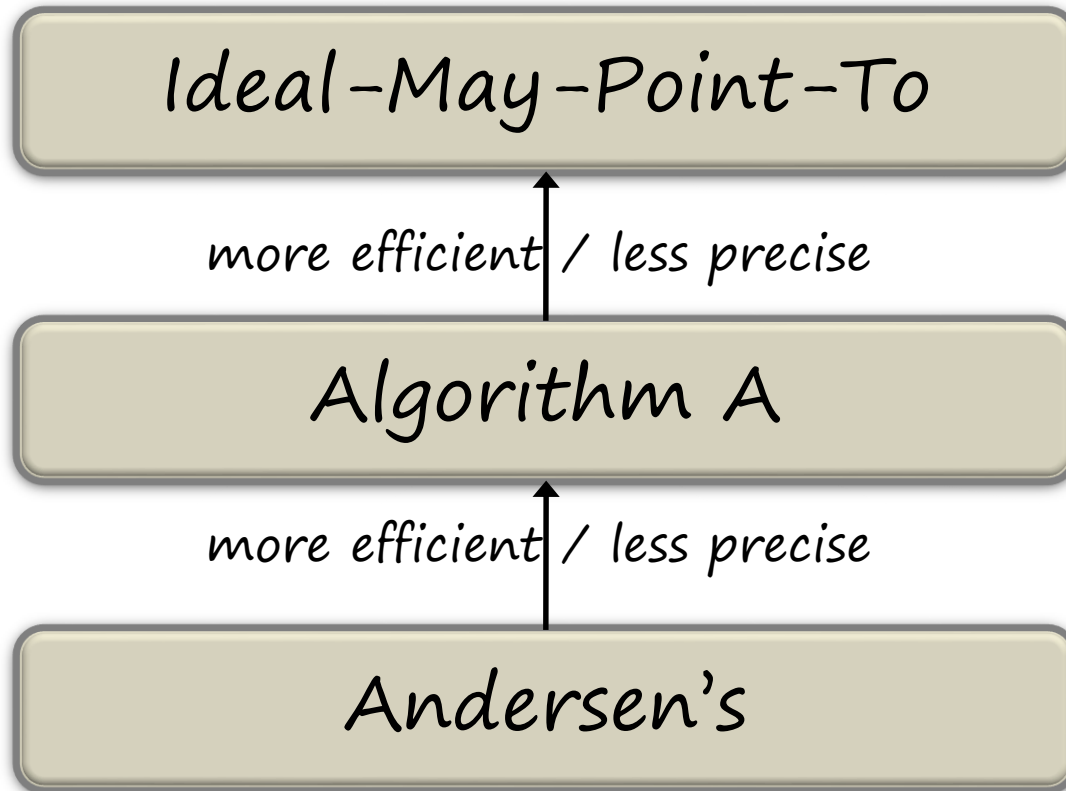 Ideal-May-Point-To
more efficient / less precise
Algorithm A
more efficient / less precise
Andersen’s